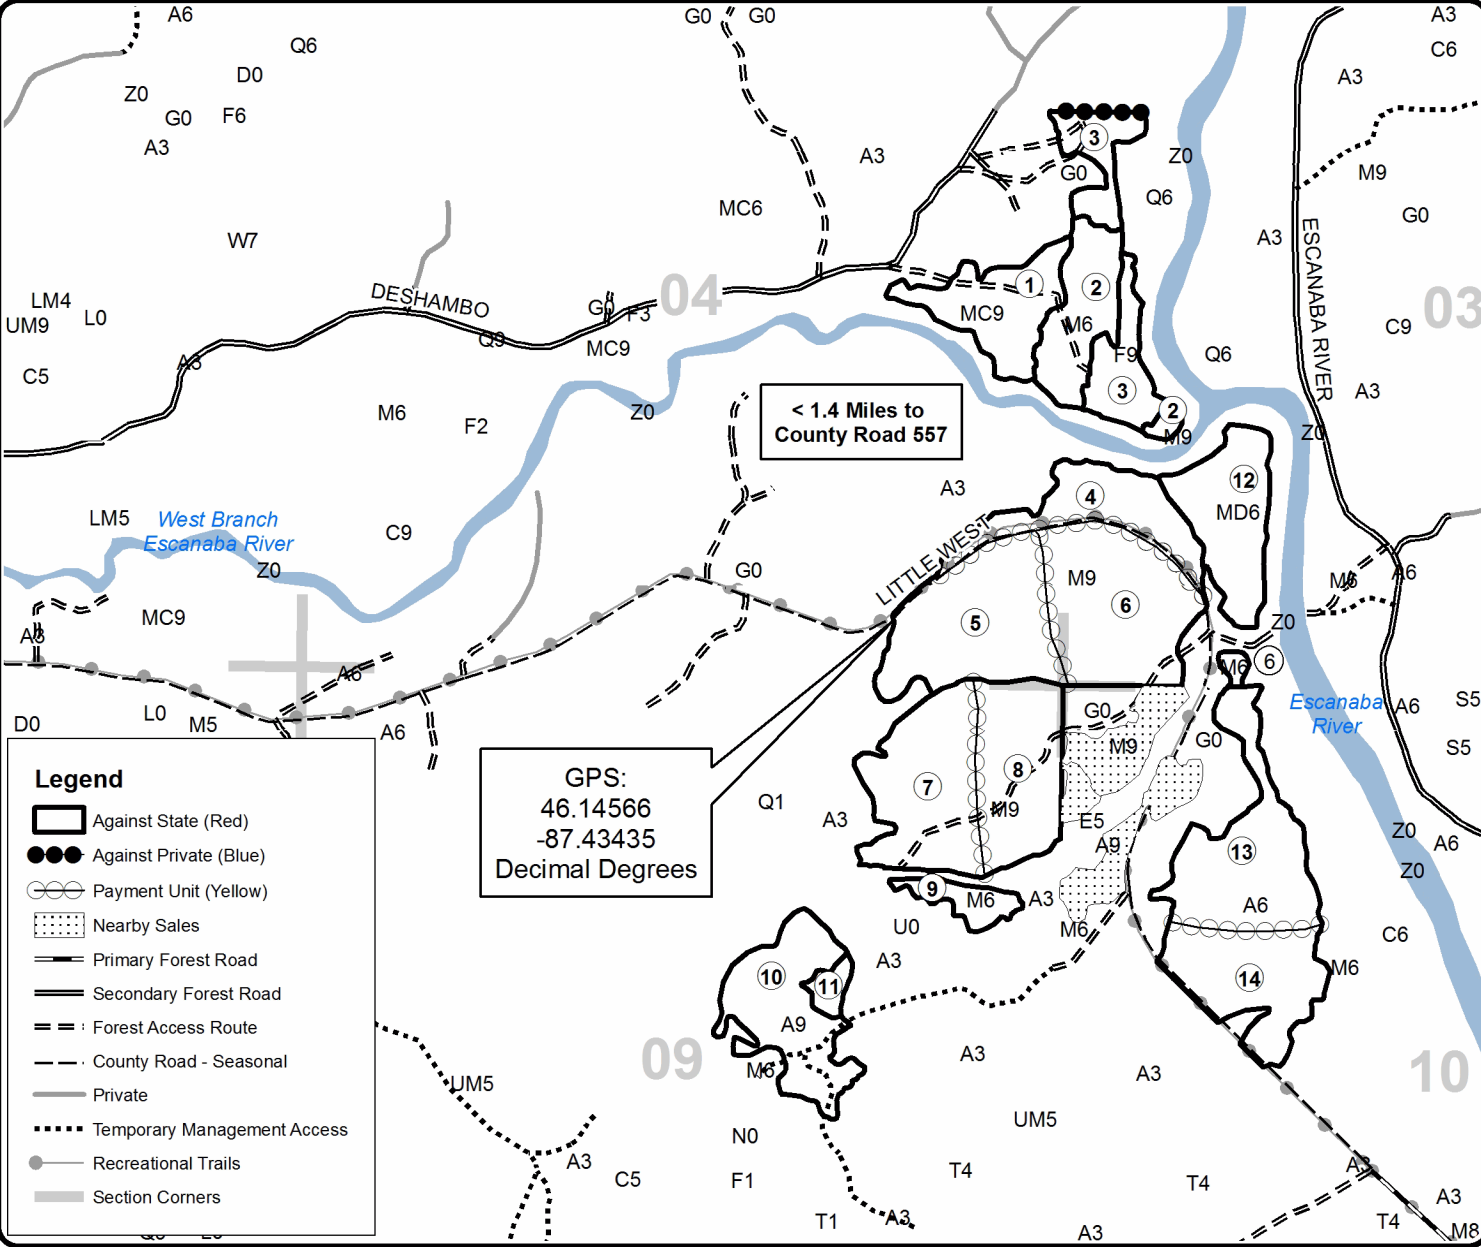 A6
G0
G0
A3
Q6
C6
D0
A3
Z0
G0
F6
A3
A3
3
Z0
M9
G0
Q6
MC6
G0
W7
A3
ESCANABA RIVER
LM4
UM9
L0
DESHAMBO
04
1
2
03
G0
F3
MC9
M6
C9
Q9
MC9
F9
Q6
A3
C5
M6
F2
Z0
3
2
M9
A3
Z0
< 1.4 Miles to
County Road 557
A3
4
12
MD6
LM5
West Branch
Escanaba River
Z0
C9
LITTLE WEST
G0
M9
6
5
M6
A6
MC9
A3
Z0
A6
M6
6
D0
L0
M5
A6
G0
M9
G0
Escanaba
River
A6
S5
S5
GPS:
46.14566
-87.43435
Decimal Degrees
Q1
A3
7
8
M9
E5
A9
13
Z0
A6
Z0
9
M6
A3
M6
U0
A3
A6
C6
M6
14
10
11
A9
M6
09
A3
A3
10
UM5
UM5
N0
A3
C5
F1
T4
T4
A3
A3
T1
A3
A3
T4
M8
Legend
Against State (Red)
Against Private (Blue)
Payment Unit (Yellow)
Nearby Sales
Primary Forest Road
Secondary Forest Road
Forest Access Route
County Road - Seasonal
Private
Temporary Management Access
Recreational Trails
Section Corners